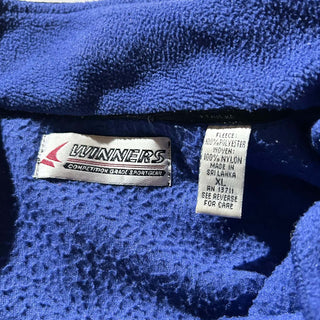 WINNERS
COMPETITION GRADE SPORTGEAR
FLEECE:
100% POLYESTER
WOVEN:
100% NYLON
MADE IN
SRI LANKA
XL
RN 13711
SEE REVERSE
FOR CARE